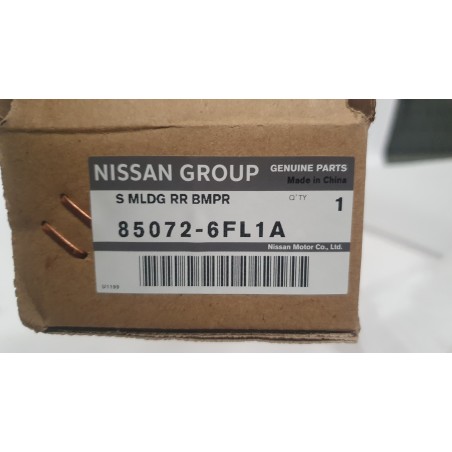 NISSAN GROUP GENUINE PARTS
Made in China
S MLDG RR BMPR Q'TY 1
85072-6FL1A
Nissan Motor Co., Ltd.